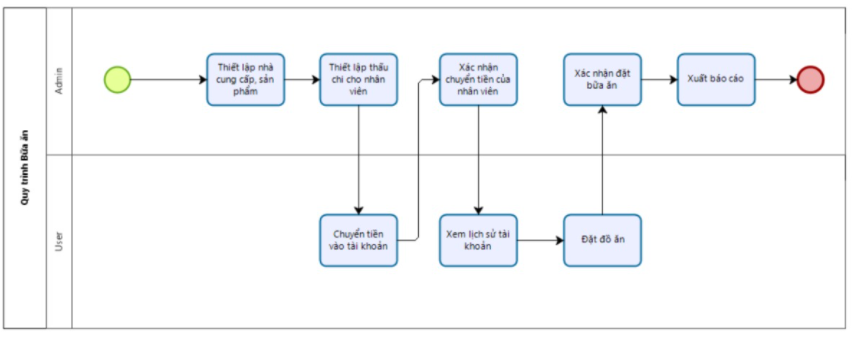 Quy trình Bữa ăn
Admin
Thiết lập nhà
cung cấp, sản
phẩm
Thiết lập thấu
chi cho nhân
viên
Xác nhận
chuyển tiền của
nhân viên
Xác nhận đặt
bữa ăn
Xuất báo cáo
User
Chuyển tiền
vào tài khoản
Xem lịch sử tài
khoản
Đặt đồ ăn